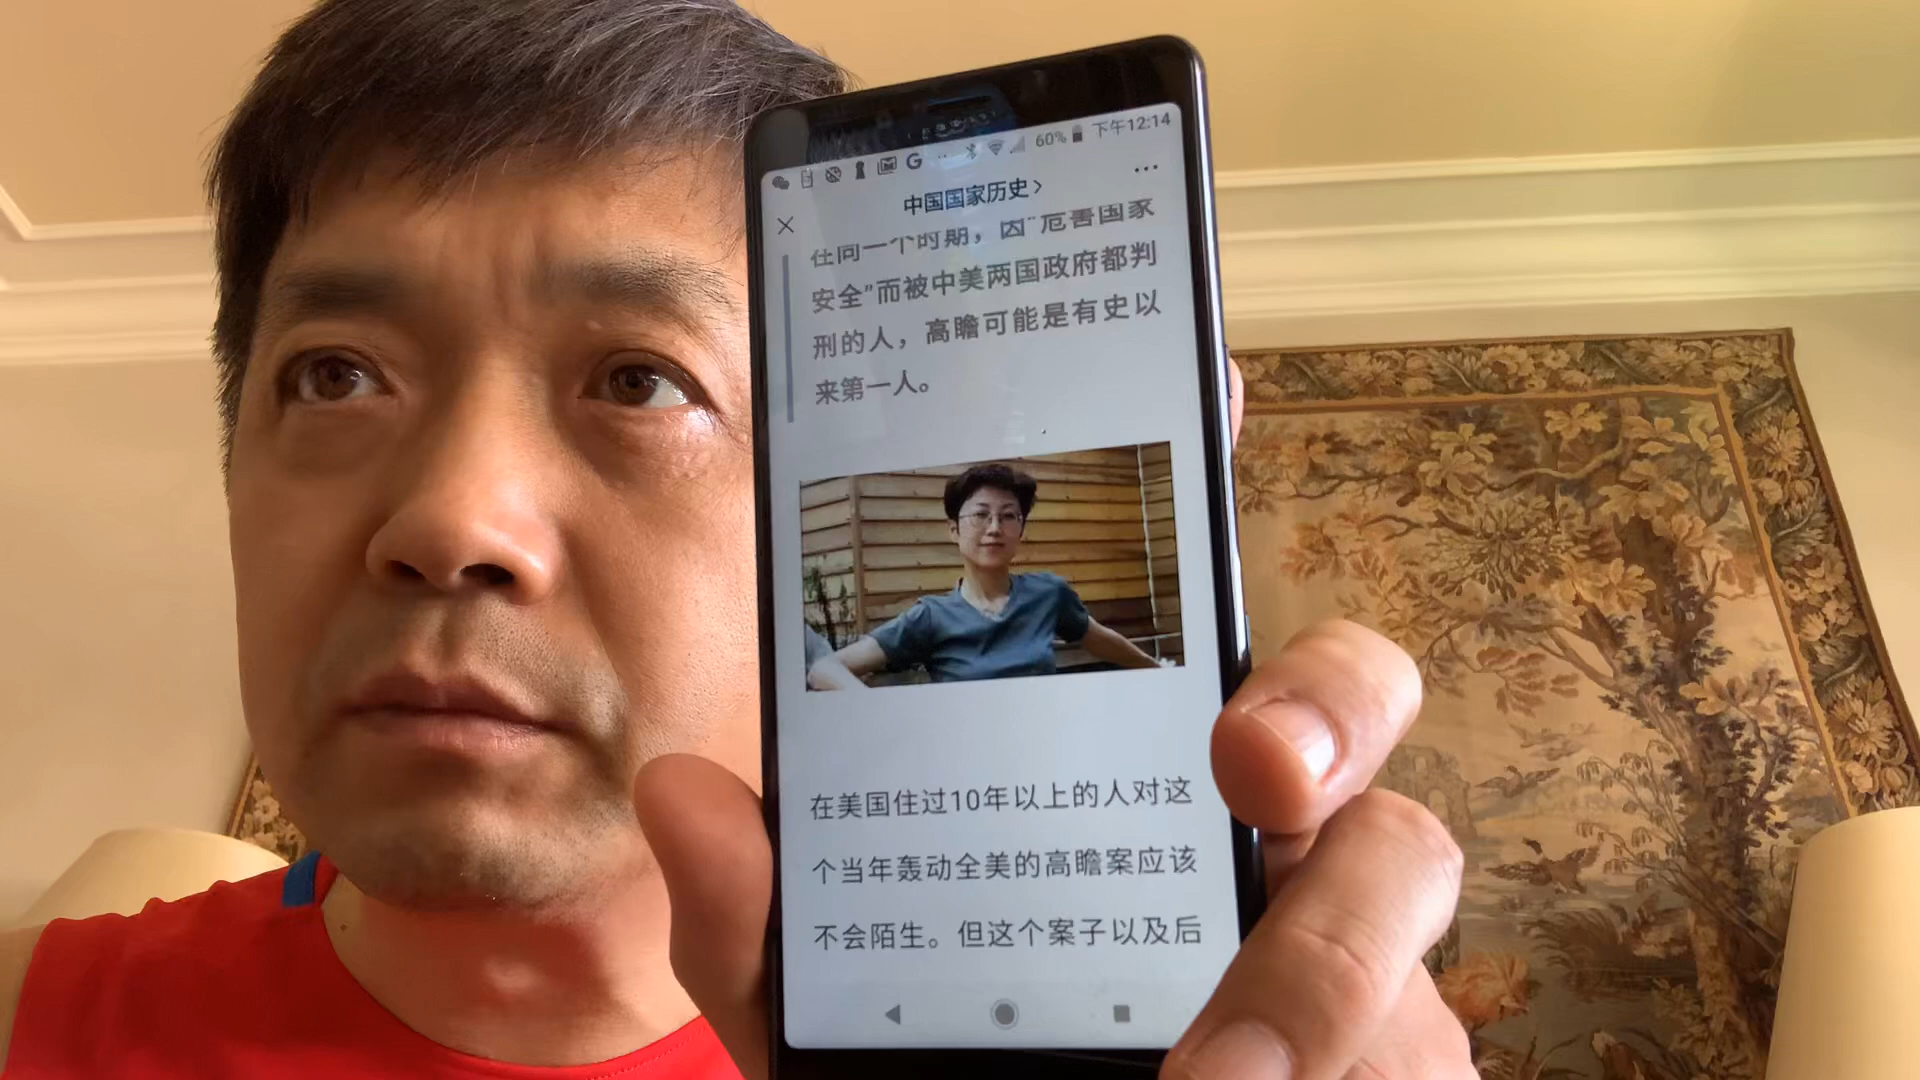 60% 下午12:14
中国国家历史
在同一个时期，因“危害国家
安全”而被中美两国政府都判
刑的人，高瞻可能是有史以
来第一人。
在美国住过10年以上的人对这
个当年轰动全美的高瞻案应该
不会陌生。但这个案子以及后